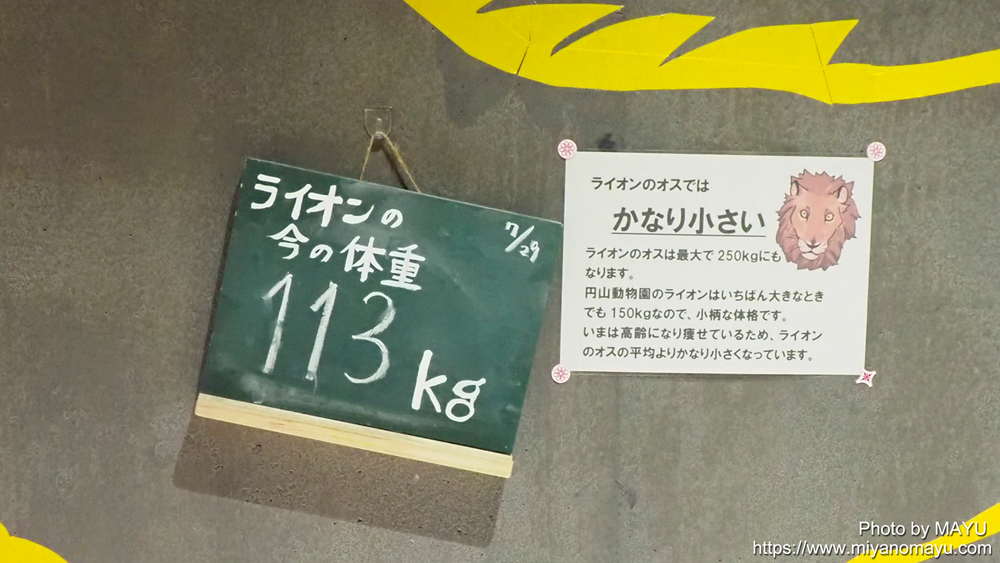 ライオンの
今の体重
7/29
113
kg
ライオンのオスでは
かなり小さい
ライオンのオスは最大で250kgにも
なります。
円山動物園のライオンはいちばん大きなとき
でも150kgなので、小柄な体格です。
いまは高齢になり痩せているため、ライオン
のオスの平均よりかなり小さくなっています。
Photo by MAYU
https://www.miyanomayu.com